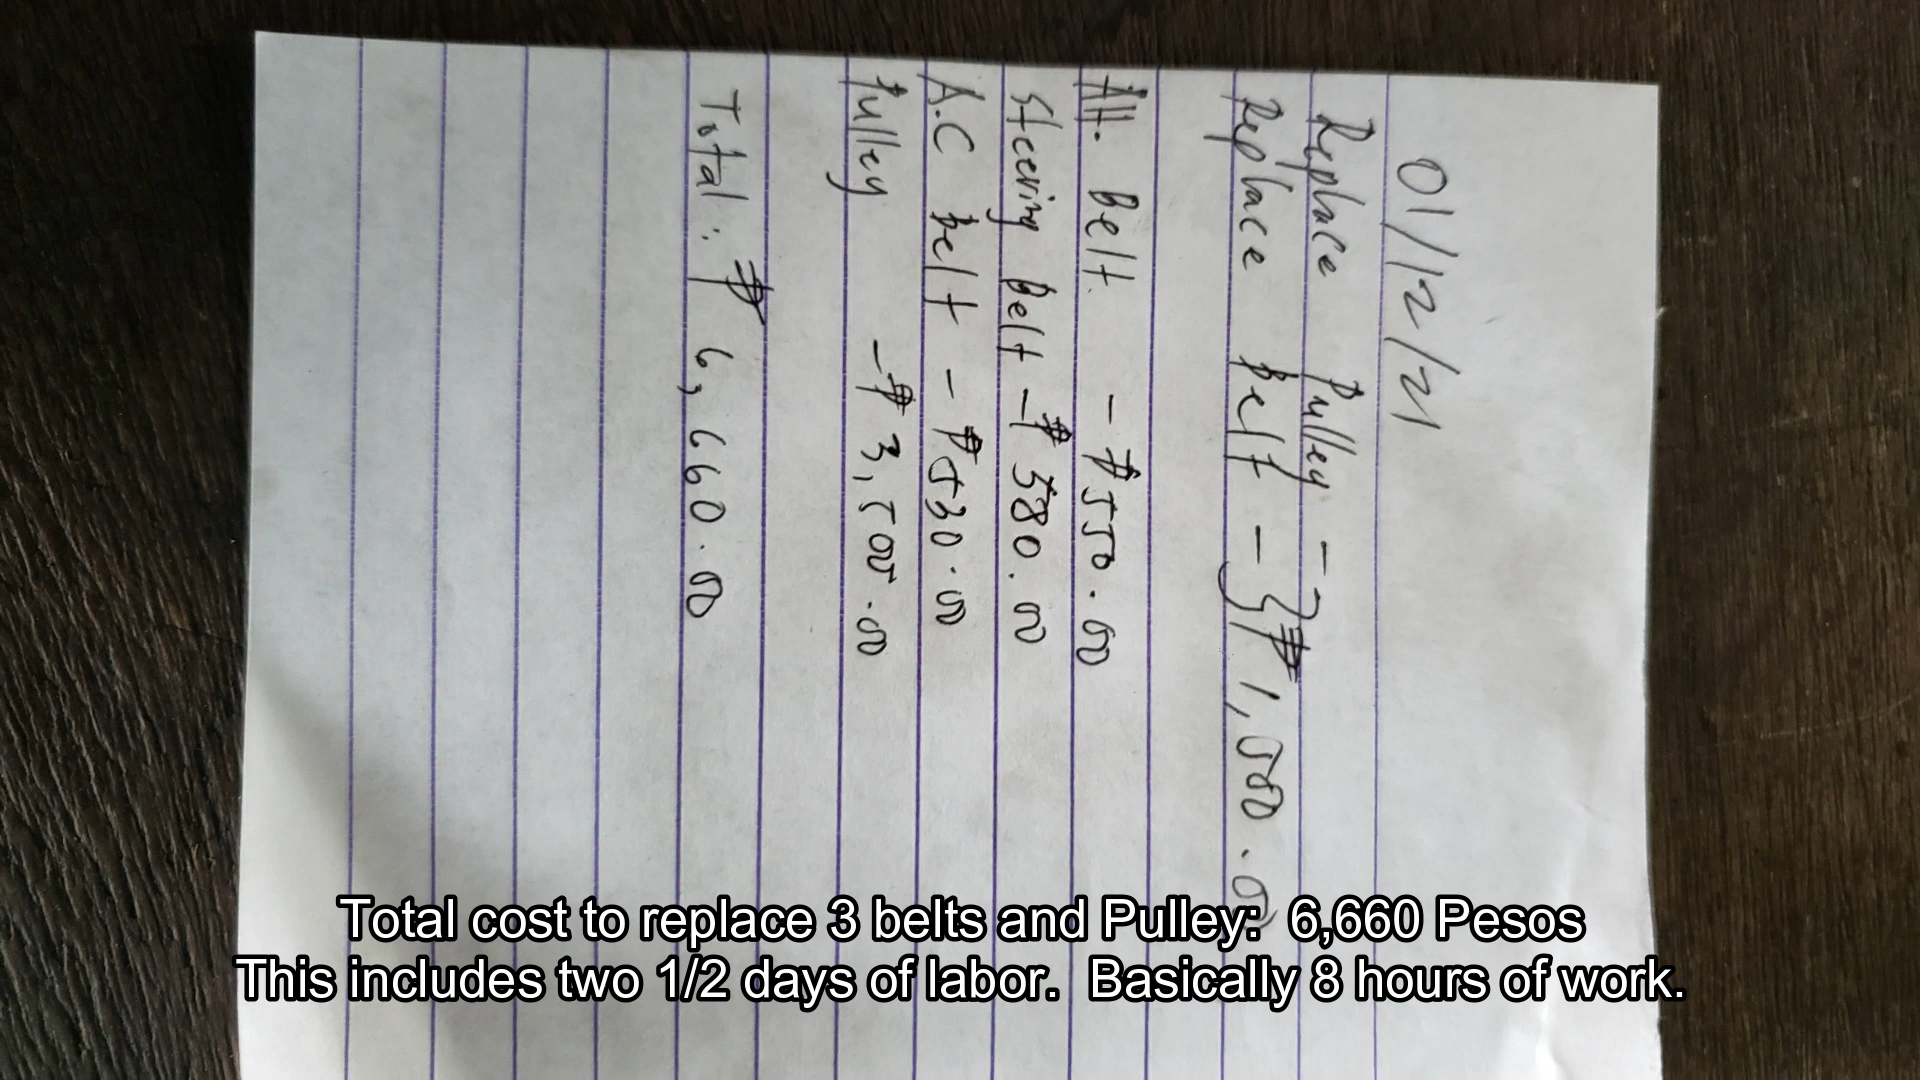 01/12/21
Replace Pulley -
Replace Belt - } ₱ 1,000.00
Alt. Belt - ₱ 550.00
Steering Belt - ₱ 580.00
A.C Belt - ₱ 530.00
Pulley - ₱ 3,500.00
Total: ₱ 6,660.00
Total cost to replace 3 belts and Pulley: 6,660 Pesos
This includes two 1/2 days of labor. Basically 8 hours of work.